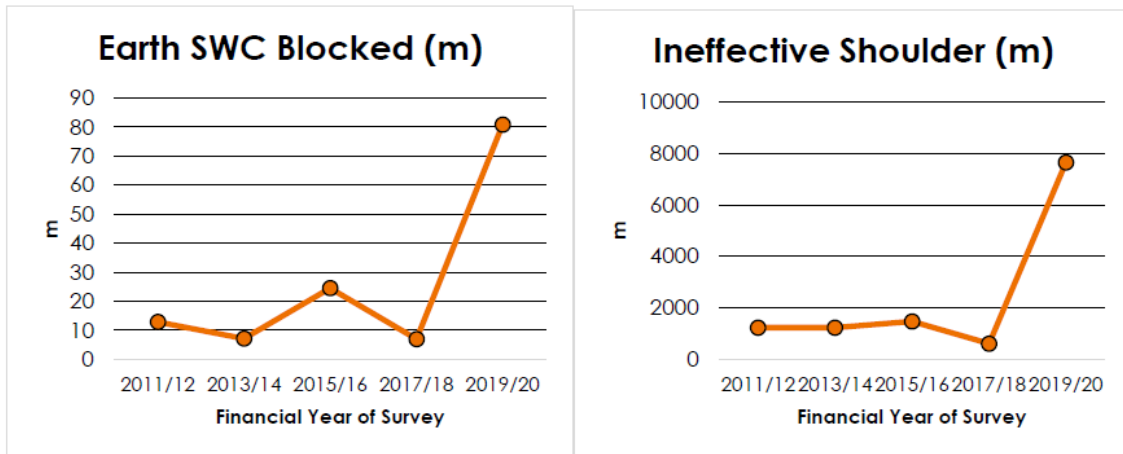 Earth SWC Blocked (m)
90
80
70
60
50
40
30
20
10
0
m
2011/12 2013/14 2015/16 2017/18 2019/20
Financial Year of Survey
Ineffective Shoulder (m)
10000
8000
6000
4000
2000
0
m
2011/12 2013/14 2015/16 2017/18 2019/20
Financial Year of Survey